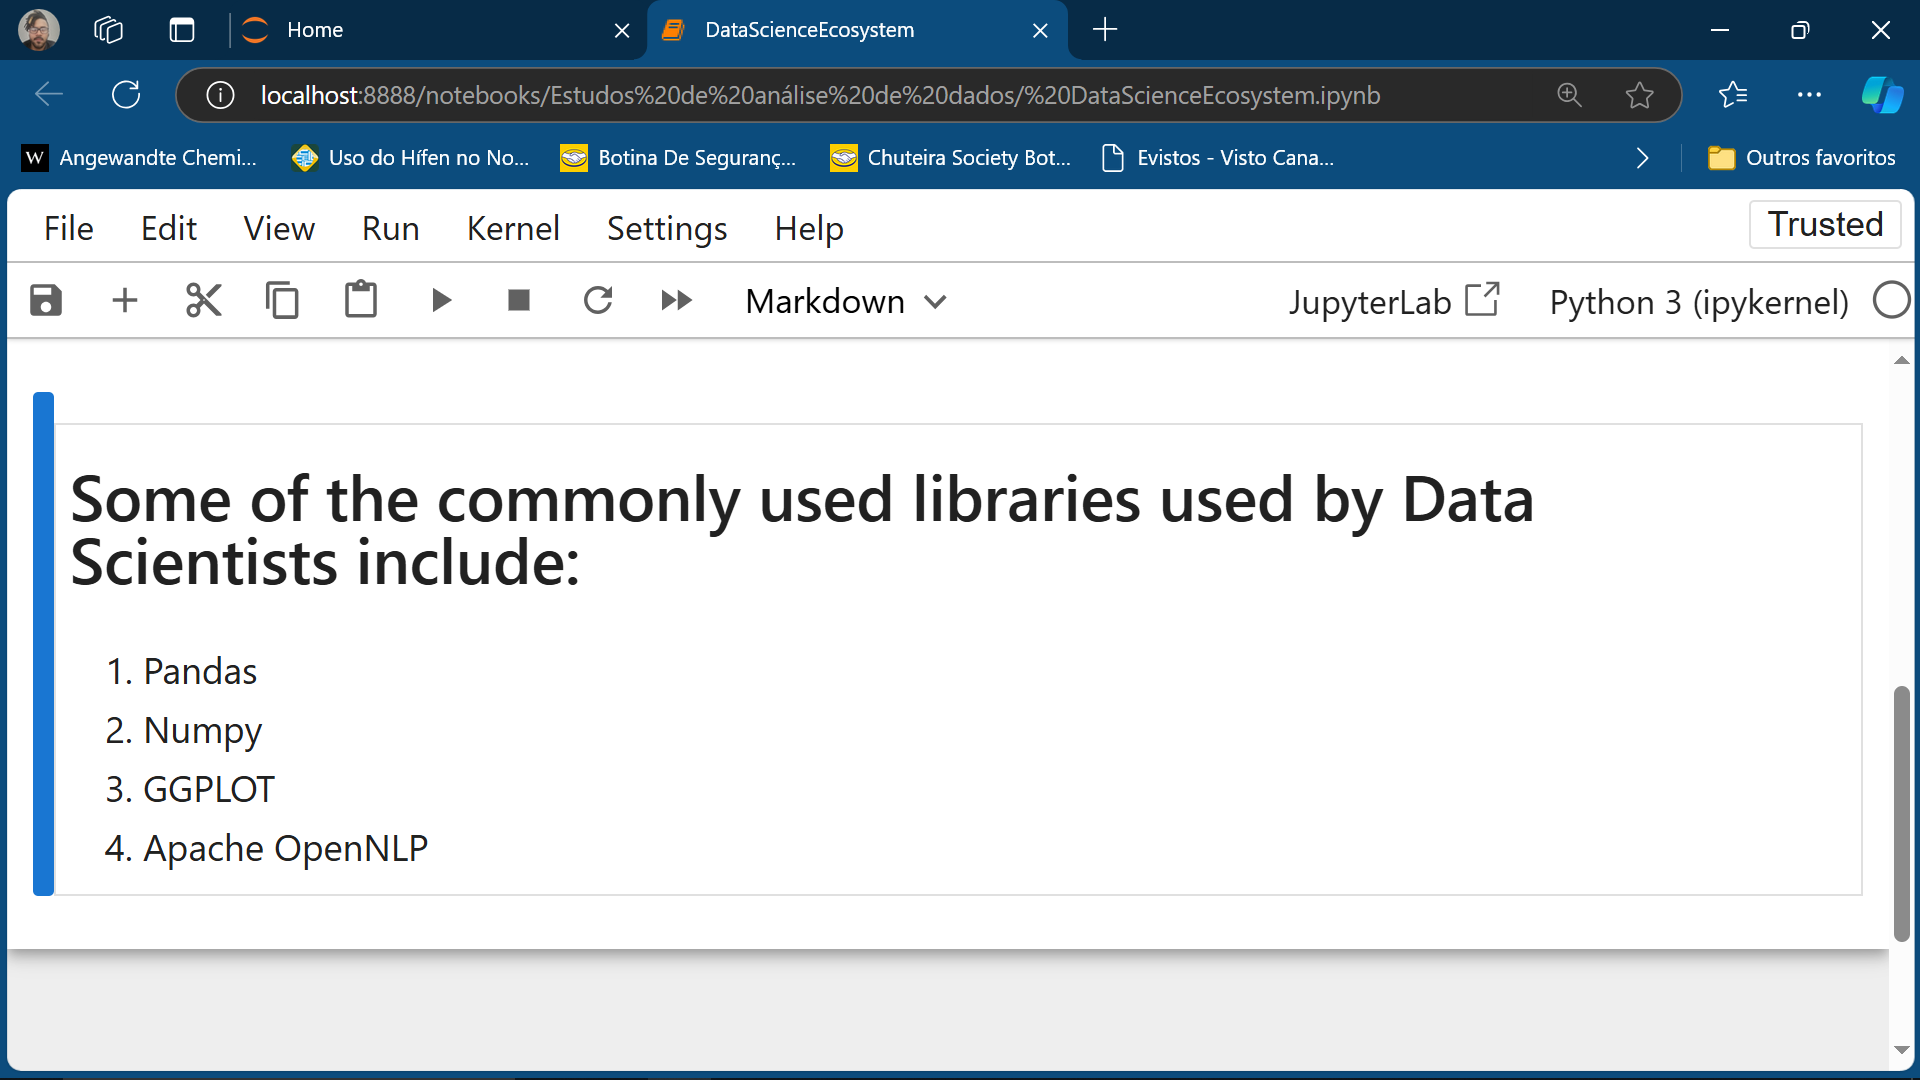 Home
DataScienceEcosystem
localhost:8888/notebooks/Estudos%20de%20análise%20de%20dados/%20DataScienceEcosystem.ipynb
W Angewandte Chemi... Uso do Hífen no No... Botina De Seguranç... Chuteira Society Bot... Evistos - Visto Cana... Outros favoritos
File Edit View Run Kernel Settings Help Trusted
Markdown JupyterLab Python 3 (ipykernel)
Some of the commonly used libraries used by Data
Scientists include:
1. Pandas
2. Numpy
3. GGPLOT
4. Apache OpenNLP